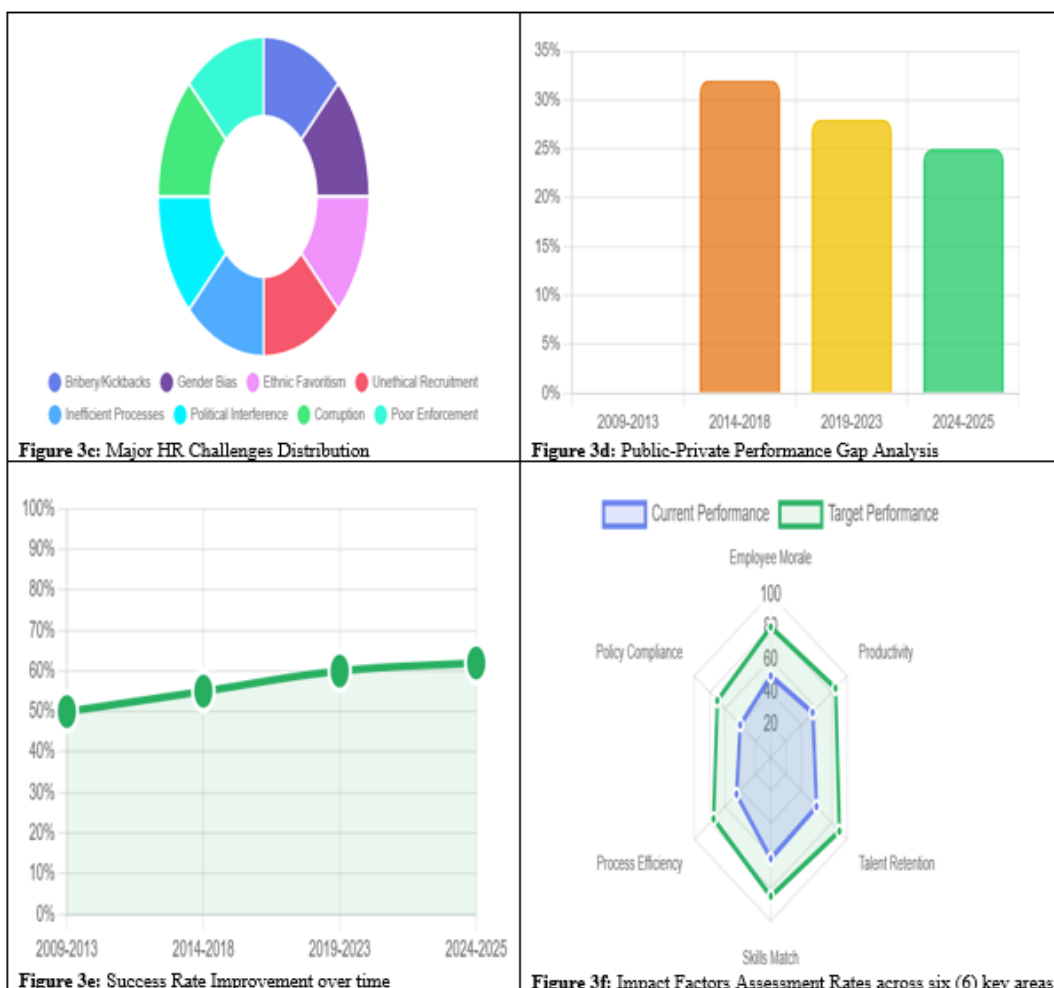 Bribery/Kickbacks Gender Bias Ethnic Favoritism Unethical Recruitment
Inefficient Processes Political Interference Corruption Poor Enforcement
Figure 3c: Major HR Challenges Distribution
35%
30%
25%
20%
15%
10%
5%
0%
2009-2013 2014-2018 2019-2023 2024-2025
Figure 3d: Public-Private Performance Gap Analysis
100%
90%
80%
70%
60%
50%
40%
30%
20%
10%
0%
2009-2013 2014-2018 2019-2023 2024-2025
Figure 3e: Success Rate Improvement over time
Current Performance Target Performance
Employee Morale
100
80
Policy Compliance 60 Productivity
40
20
Process Efficiency Talent Retention
Skills Match
Figure 3f: Impact Factors Assessment Rates across six (6) key areas